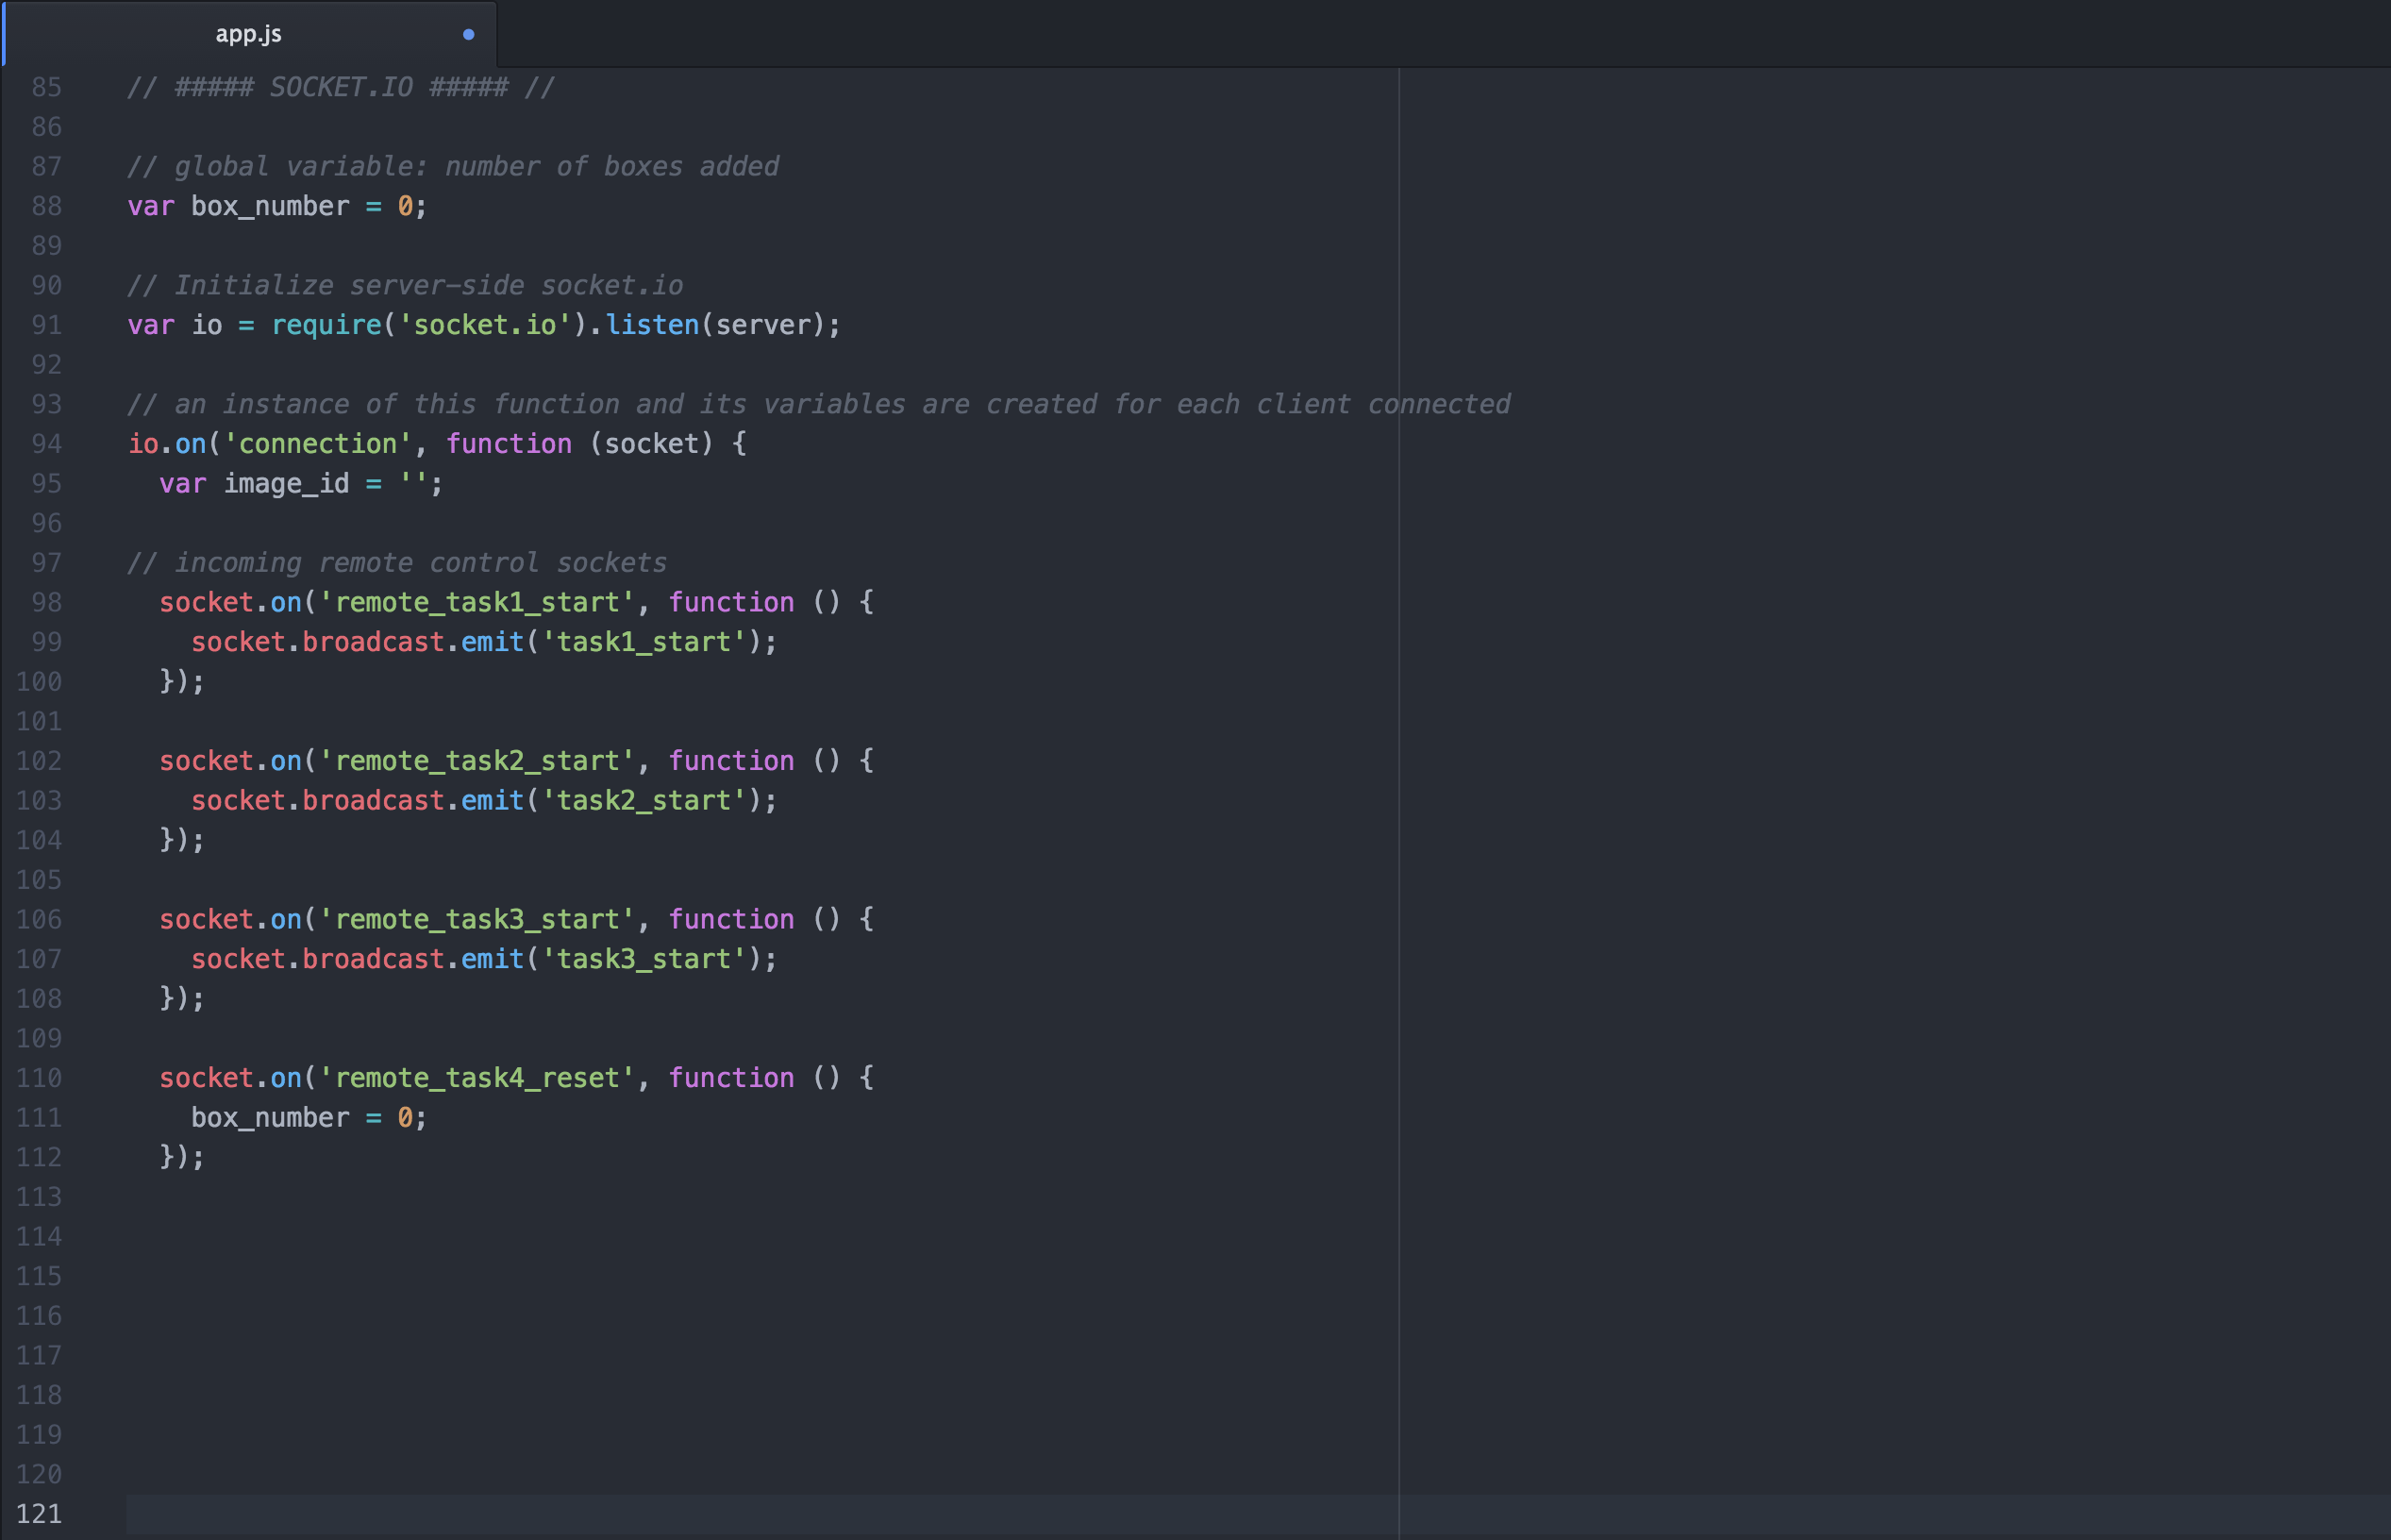 app.js
85 // ##### SOCKET.IO ##### //
86
87 // global variable: number of boxes added
88 var box_number = 0;
89
90 // Initialize server-side socket.io
91 var io = require('socket.io').listen(server);
92
93 // an instance of this function and its variables are created for each client connected
94 io.on('connection', function (socket) {
95   var image_id = '';
96
97 // incoming remote control sockets
98   socket.on('remote_task1_start', function () {
99     socket.broadcast.emit('task1_start');
100   });
101
102   socket.on('remote_task2_start', function () {
103     socket.broadcast.emit('task2_start');
104   });
105
106   socket.on('remote_task3_start', function () {
107     socket.broadcast.emit('task3_start');
108   });
109
110   socket.on('remote_task4_reset', function () {
111     box_number = 0;
112   });
113
114
115
116
117
118
119
120
121